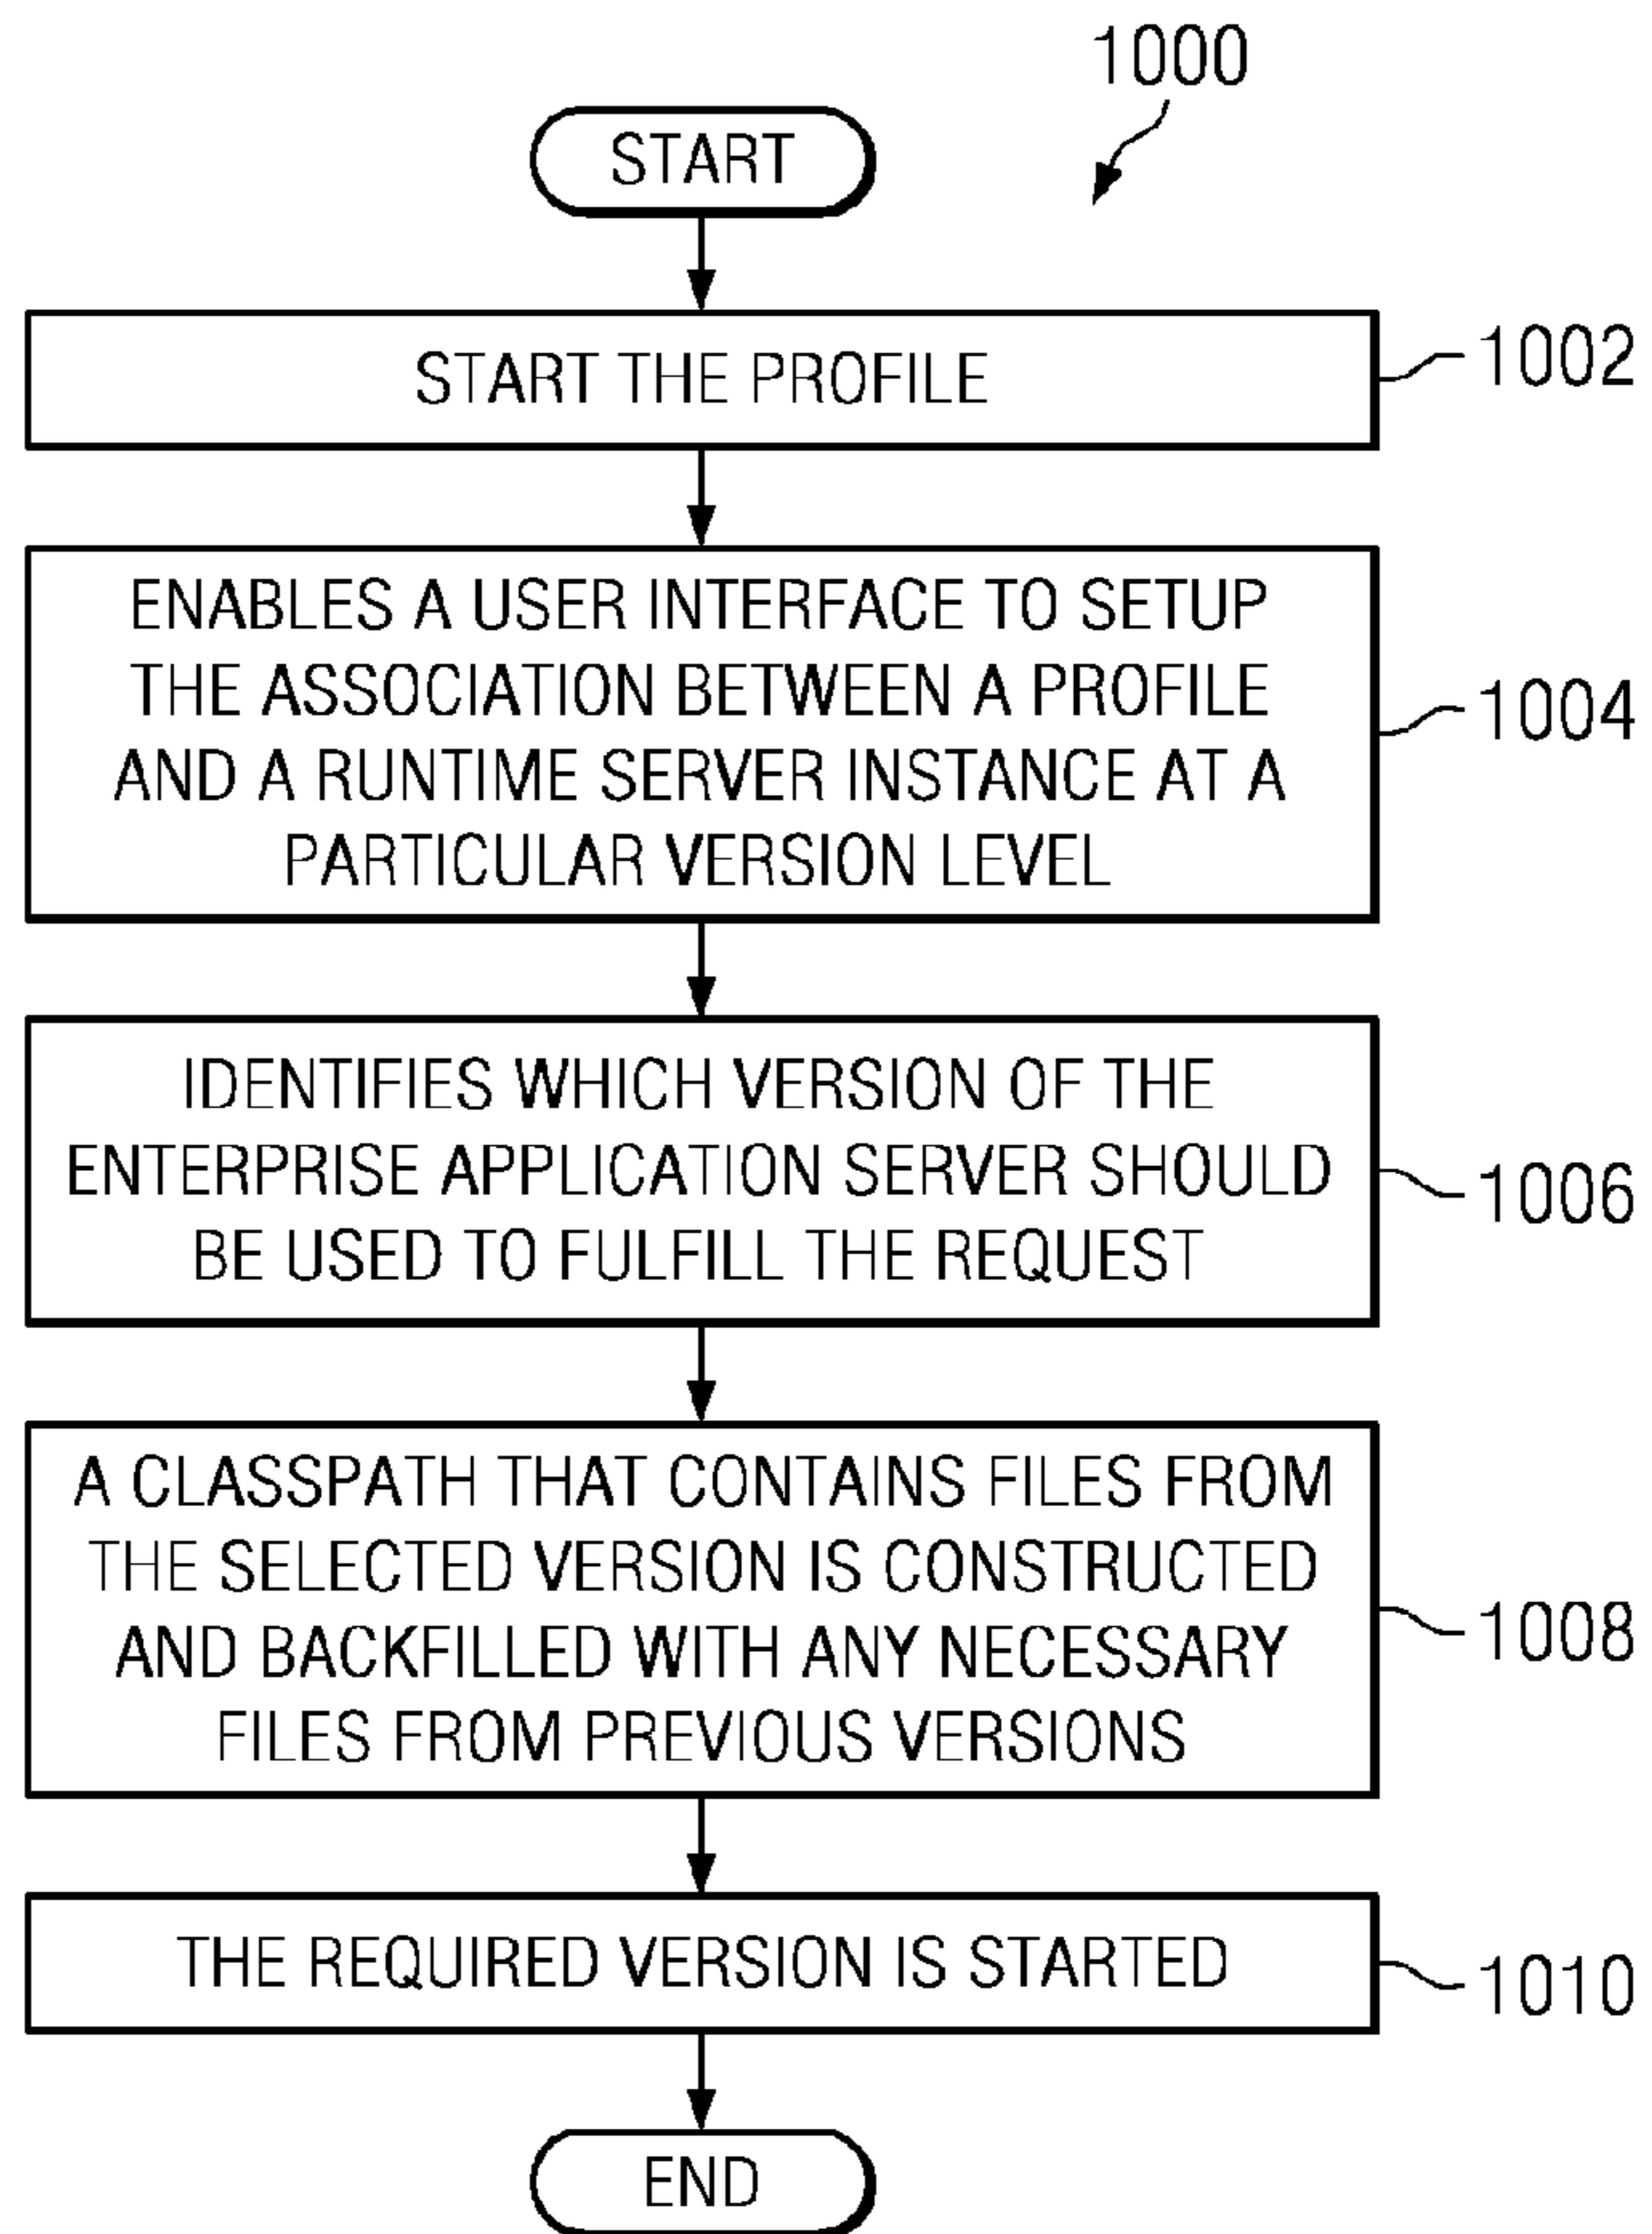 1000
START
START THE PROFILE
1002
ENABLES A USER INTERFACE TO SETUP
THE ASSOCIATION BETWEEN A PROFILE
AND A RUNTIME SERVER INSTANCE AT A
PARTICULAR VERSION LEVEL
1004
IDENTIFIES WHICH VERSION OF THE
ENTERPRISE APPLICATION SERVER SHOULD
BE USED TO FULFILL THE REQUEST
1006
A CLASSPATH THAT CONTAINS FILES FROM
THE SELECTED VERSION IS CONSTRUCTED
AND BACKFILLED WITH ANY NECESSARY
FILES FROM PREVIOUS VERSIONS
1008
THE REQUIRED VERSION IS STARTED
1010
END